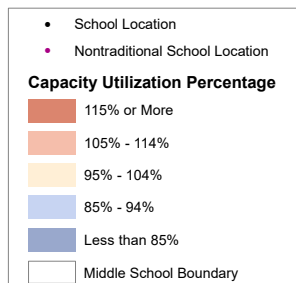 School Location
Nontraditional School Location
Capacity Utilization Percentage
115% or More
105% - 114%
95% - 104%
85% - 94%
Less than 85%
Middle School Boundary